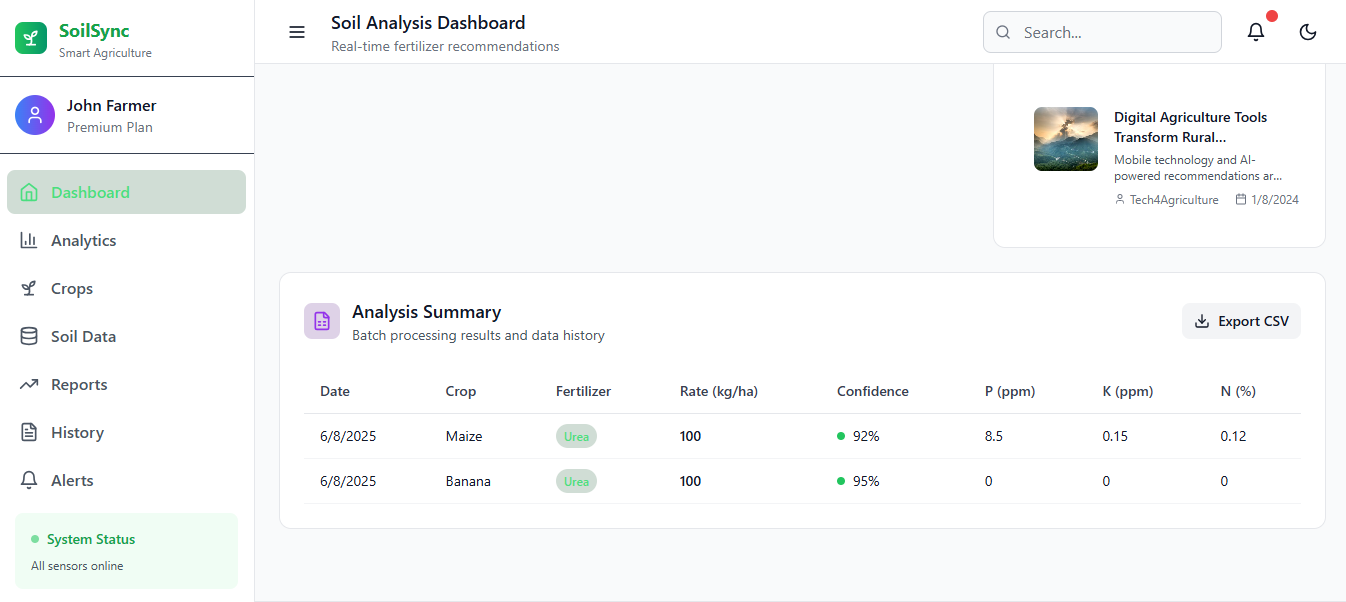 SoilSync
Smart Agriculture
John Farmer
Premium Plan
Dashboard
Analytics
Crops
Soil Data
Reports
History
Alerts
System Status
All sensors online
Soil Analysis Dashboard
Real-time fertilizer recommendations
Search...
Digital Agriculture Tools
Transform Rural...
Mobile technology and AI-
powered recommendations ar...
Tech4Agriculture 1/8/2024
Analysis Summary
Batch processing results and data history
Export CSV
Date Crop Fertilizer Rate (kg/ha) Confidence P (ppm) K (ppm) N (%)
6/8/2025 Maize Urea 100 92% 8.5 0.15 0.12
6/8/2025 Banana Urea 100 95% 0 0 0